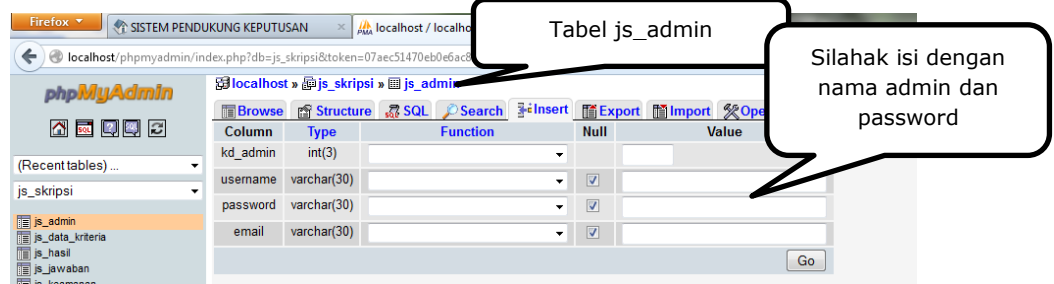 Firefox
SISTEM PENDUKUNG KEPUTUSAN ×
PMA localhost / localho
Tabel js_admin
Silahak isi dengan
nama admin dan
password
localhost/phpmyadmin/index.php?db=js_skripsi&token=07aec51470eb0e6ac8
phpMyAdmin
localhost » js_skripsi » js_admin
Browse Structure SQL Search Insert Export Import Ope
SQL
Column Type Function Null Value
kd_admin int(3)
username varchar(30)
password varchar(30)
email varchar(30)
Go
(Recent tables) ...
js_skripsi
js_admin
js_data_kriteria
js_hasil
js_jawaban